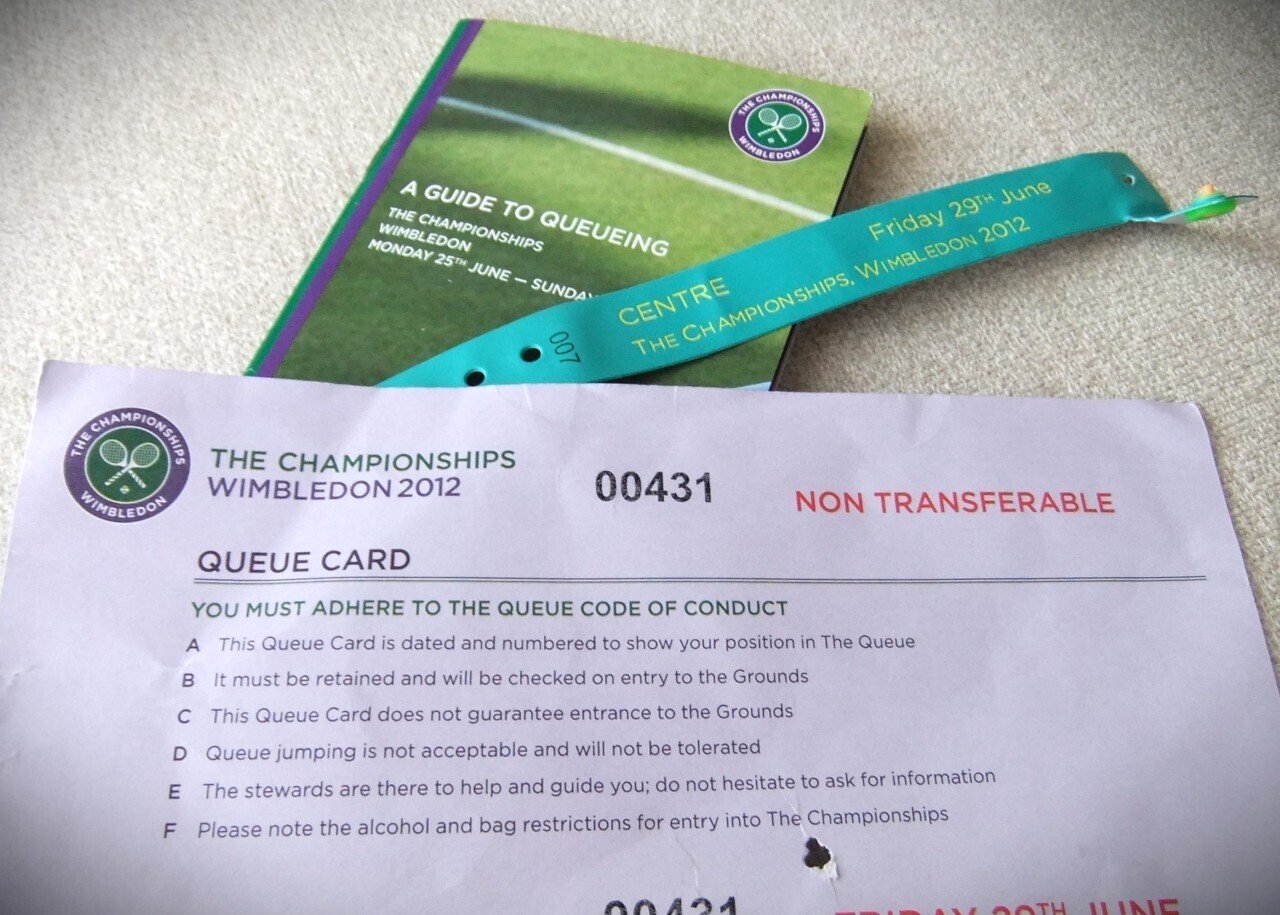 THE CHAMPIONSHIPS
WIMBLEDON
A GUIDE TO QUEUEING
THE CHAMPIONSHIPS
WIMBLEDON
MONDAY 25TH JUNE – SUNDAY
007
CENTRE
Friday 29TH June
THE CHAMPIONSHIPS, WIMBLEDON 2012
THE CHAMPIONSHIPS
WIMBLEDON
THE CHAMPIONSHIPS
WIMBLEDON 2012
00431
NON TRANSFERABLE
QUEUE CARD
YOU MUST ADHERE TO THE QUEUE CODE OF CONDUCT
A This Queue Card is dated and numbered to show your position in The Queue
B It must be retained and will be checked on entry to the Grounds
C This Queue Card does not guarantee entrance to the Grounds
D Queue jumping is not acceptable and will not be tolerated
E The stewards are there to help and guide you; do not hesitate to ask for information
F Please note the alcohol and bag restrictions for entry into The Championships
00431
FRIDAY 29TH JUNE